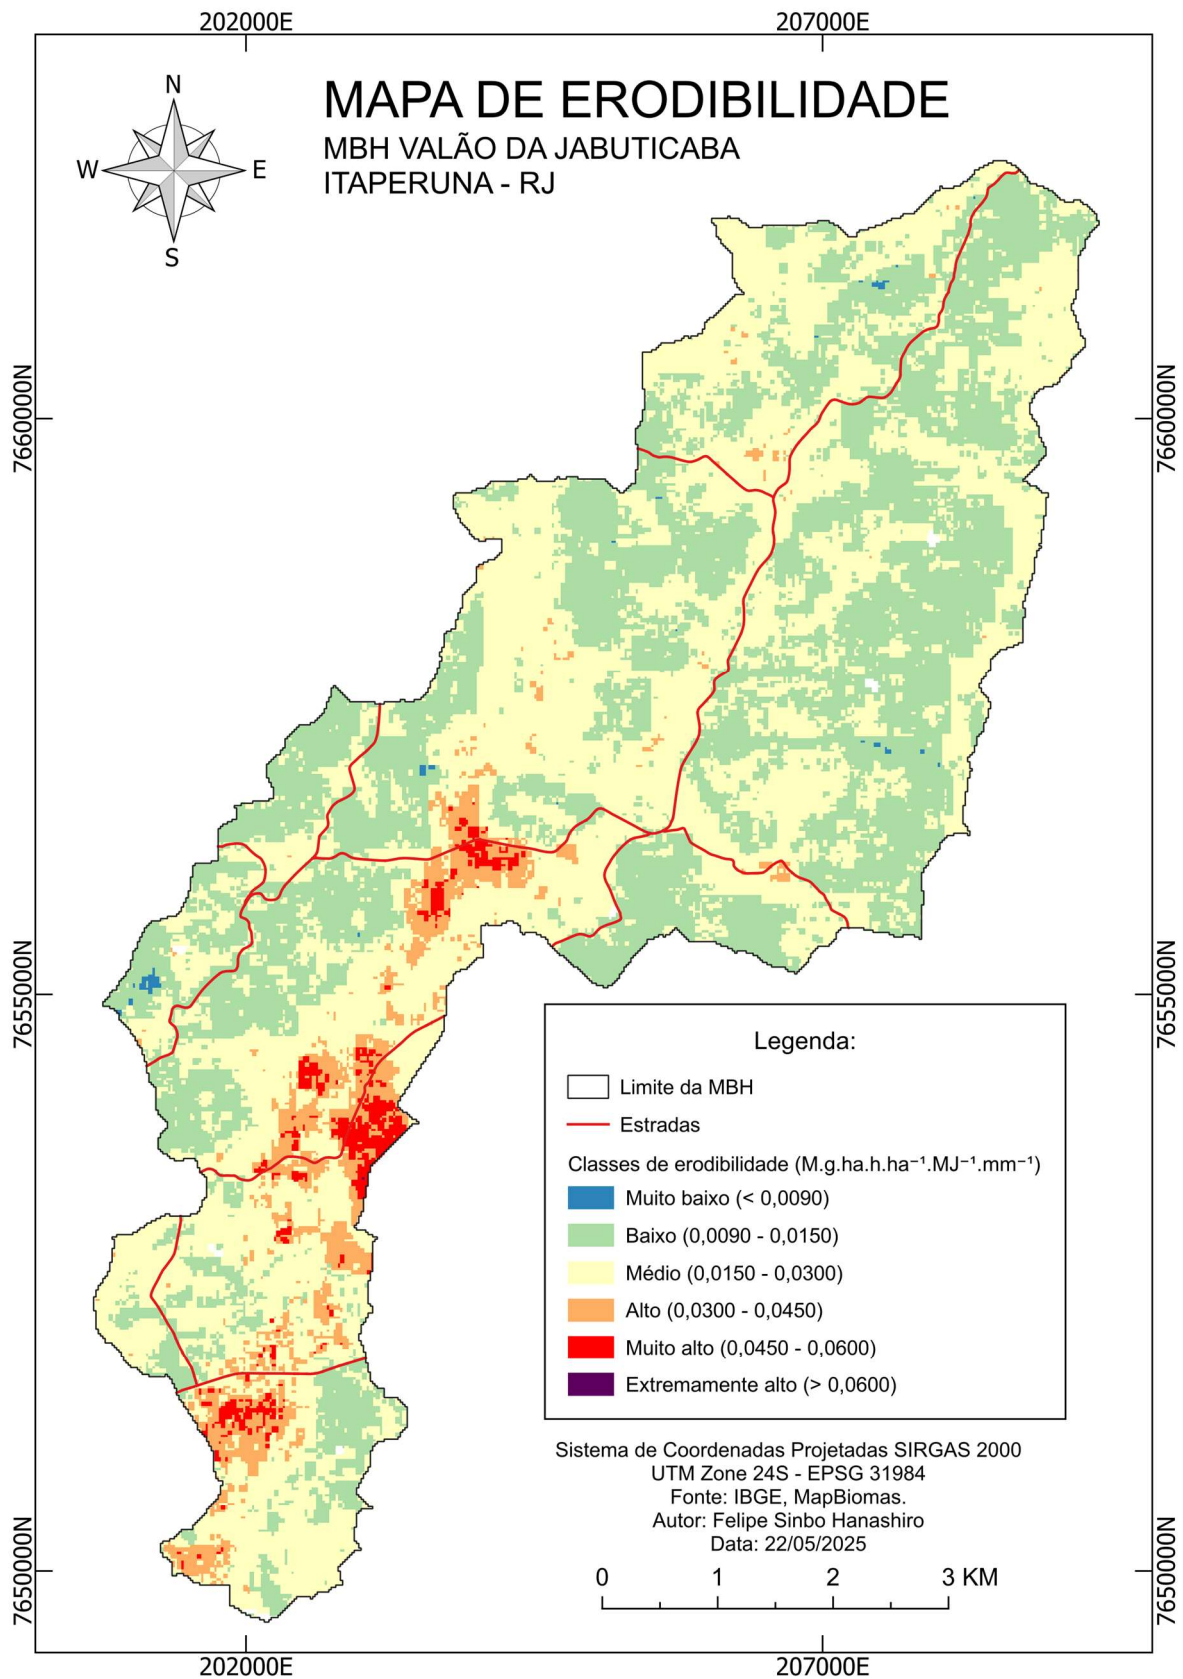 202000E
207000E
N
W
E
S
MAPA DE ERODIBILIDADE
MBH VALÃO DA JABUTICABA
ITAPERUNA - RJ
7660000N
7660000N
7655000N
7655000N
Legenda:
Limite da MBH
Estradas
Classes de erodibilidade (M.g.ha.h.ha⁻¹.MJ⁻¹.mm⁻¹)
Muito baixo (< 0,0090)
Baixo (0,0090 - 0,0150)
Médio (0,0150 - 0,0300)
Alto (0,0300 - 0,0450)
Muito alto (0,0450 - 0,0600)
Extremamente alto (> 0,0600)
Sistema de Coordenadas Projetadas SIRGAS 2000
UTM Zone 24S - EPSG 31984
Fonte: IBGE, MapBiomas.
Autor: Felipe Sinbo Hanashiro
Data: 22/05/2025
0 1 2 3 KM
7650000N
7650000N
202000E
207000E